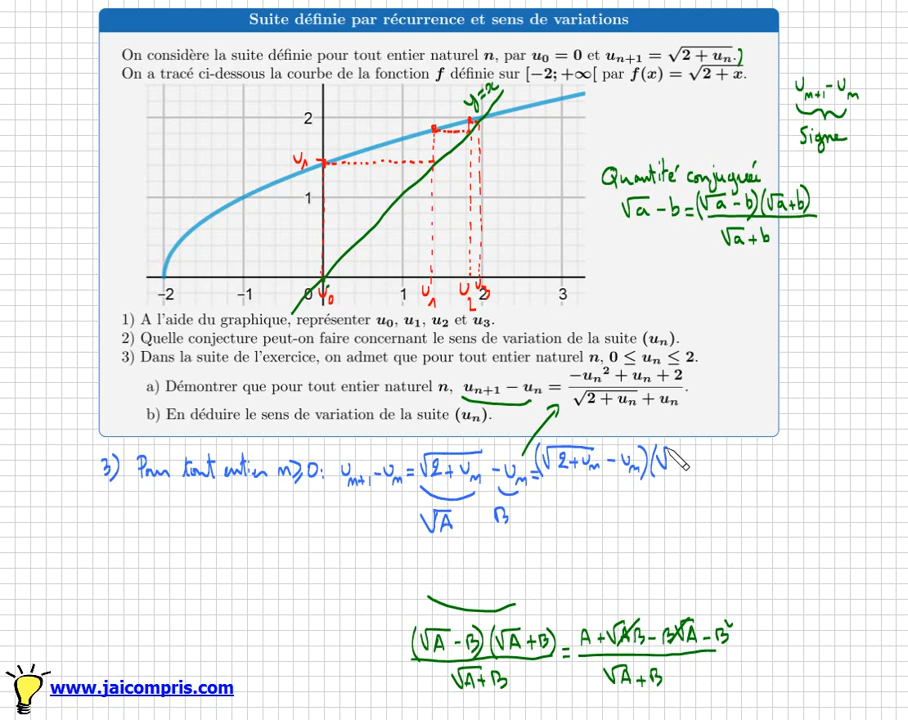 Suite définie par récurrence et sens de variations
On considère la suite définie pour tout entier naturel n, par u₀ = 0 et uₙ₊₁ = √(2 + uₙ).
On a tracé ci-dessous la courbe de la fonction f définie sur [−2; +∞[ par f(x) = √(2 + x).
y=x
2
U₁
1
−2 −1 0 1 2 3
U₀ U₁ U₂ U₃
Uₘ₊₁ − Uₘ
Signe
Quantité conjuguée
√a − b = (√a − b)(√a + b) / (√a + b)
1) A l'aide du graphique, représenter u₀, u₁, u₂ et u₃.
2) Quelle conjecture peut-on faire concernant le sens de variation de la suite (uₙ).
3) Dans la suite de l'exercice, on admet que pour tout entier naturel n, 0 ≤ uₙ ≤ 2.
a) Démontrer que pour tout entier naturel n, uₙ₊₁ − uₙ = (−uₙ² + uₙ + 2) / (√(2 + uₙ) + uₙ).
b) En déduire le sens de variation de la suite (uₙ).
3) Pour tout entier m ≥ 0 : Uₘ₊₁ − Uₘ = √(2 + Uₘ) − Uₘ = (√(2 + Uₘ) − Uₘ)(√
√A B
(√A − B)(√A + B) / (√A + B) = (A + √A B − B√A − B²) / (√A + B)
www.jaicompris.com